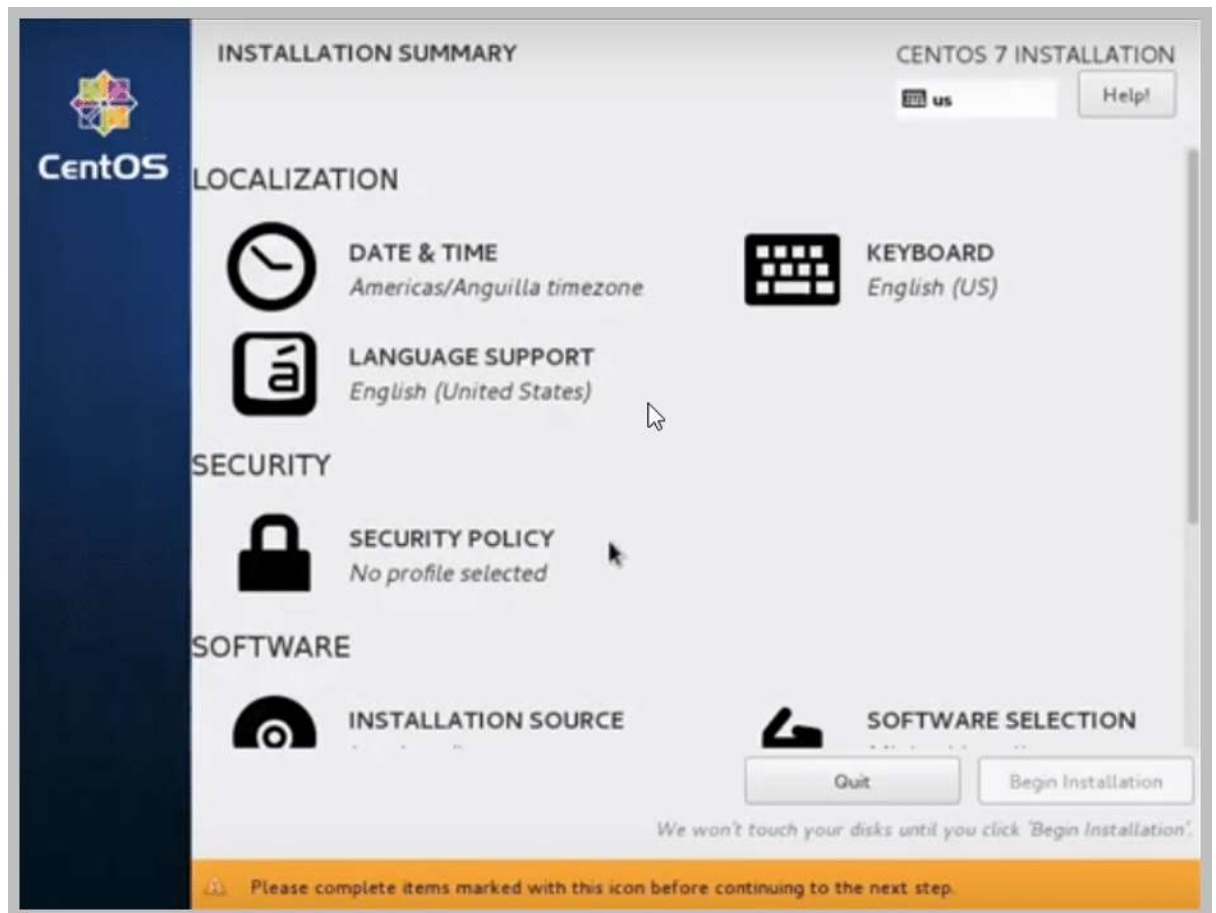 INSTALLATION SUMMARY
CENTOS 7 INSTALLATION
us
Help!
CentOS
LOCALIZATION
DATE & TIME
Americas/Anguilla timezone
KEYBOARD
English (US)
LANGUAGE SUPPORT
English (United States)
SECURITY
SECURITY POLICY
No profile selected
SOFTWARE
INSTALLATION SOURCE
SOFTWARE SELECTION
Quit
Begin Installation
We won't touch your disks until you click 'Begin Installation'.
Please complete items marked with this icon before continuing to the next step.